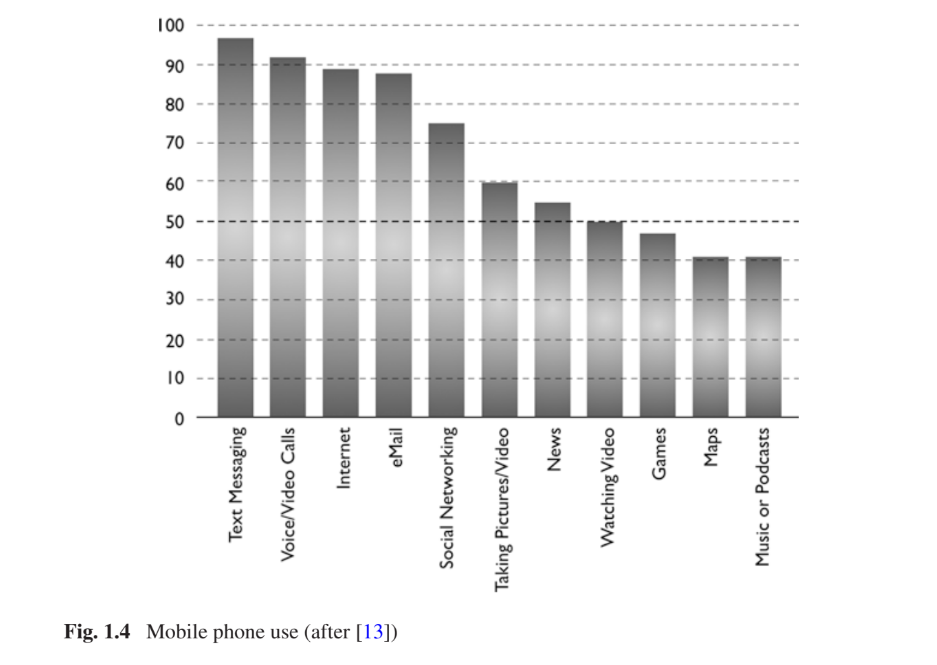 100
90
80
70
60
50
40
30
20
10
0
Text Messaging
Voice/Video Calls
Internet
eMail
Social Networking
Taking Pictures/Video
News
Watching Video
Games
Maps
Music or Podcasts
Fig. 1.4 Mobile phone use (after [13])